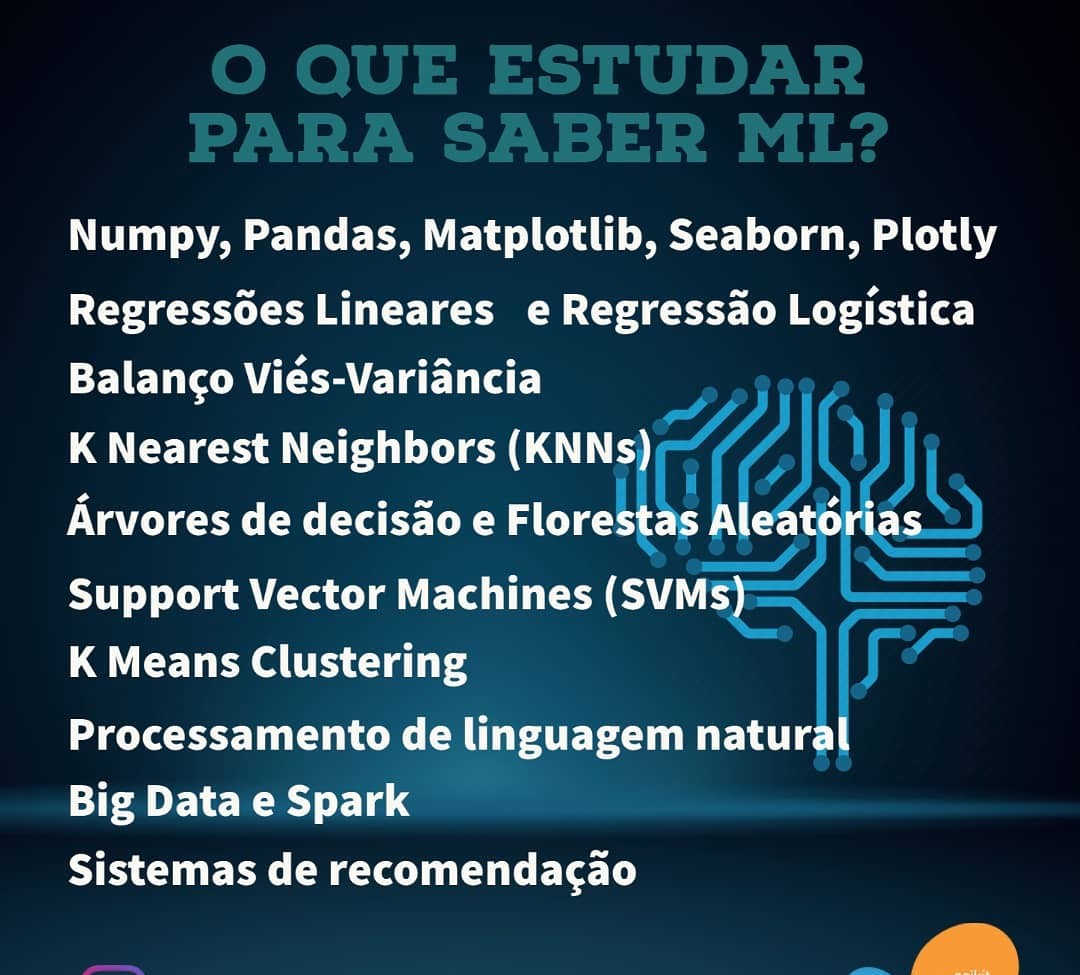 O QUE ESTUDAR
PARA SABER ML?
Numpy, Pandas, Matplotlib, Seaborn, Plotly
Regressões Lineares e Regressão Logística
Balanço Viés-Variância
K Nearest Neighbors (KNNs)
Árvores de decisão e Florestas Aleatórias
Support Vector Machines (SVMs)
K Means Clustering
Processamento de linguagem natural
Big Data e Spark
Sistemas de recomendação